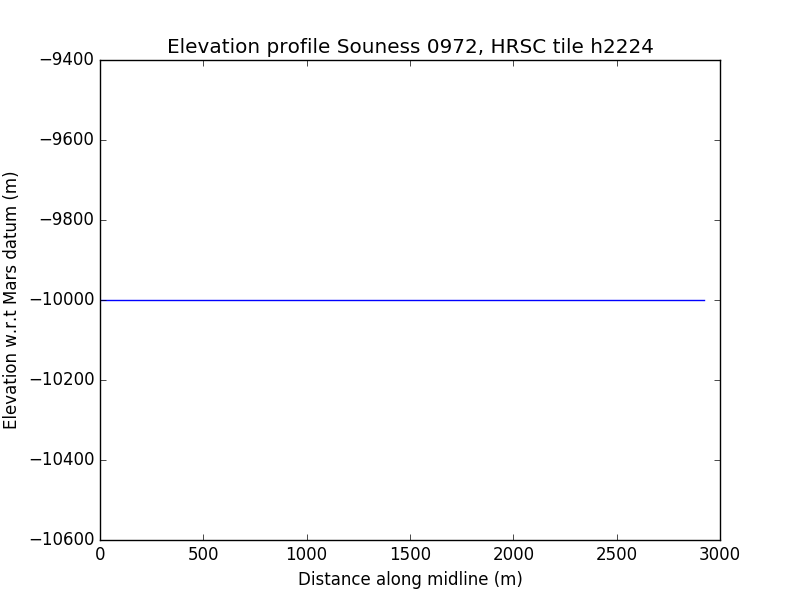 Elevation profile Souness 0972, HRSC tile h2224
Elevation w.r.t Mars datum (m)
−9400
−9600
−9800
−10000
−10200
−10400
−10600
0 500 1000 1500 2000 2500 3000
Distance along midline (m)